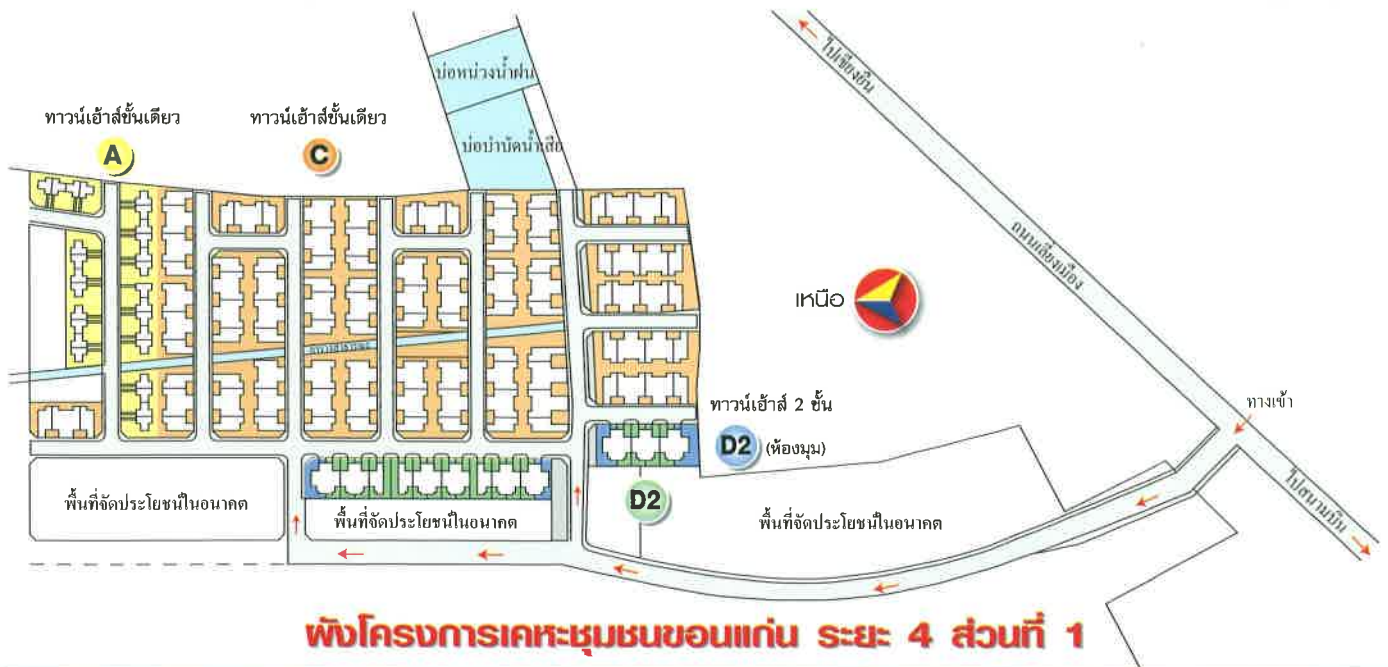 บ่อหน่วงน้ำฝน
บ่อบำบัดน้ำเสีย
ไปเชียงยืน
ทาวน์เฮ้าส์ชั้นเดียว
ทาวน์เฮ้าส์ชั้นเดียว
A
C
ถนนเลี่ยงเมือง
เหนือ
ทาวน์เฮ้าส์ 2 ชั้น
ทางเข้า
D2 (ห้องมุม)
D2
ไปสนามบิน
พื้นที่จัดประโยชน์ในอนาคต
พื้นที่จัดประโยชน์ในอนาคต
พื้นที่จัดประโยชน์ในอนาคต
ผังโครงการเคหะชุมชนขอนแก่น ระยะ 4 ส่วนที่ 1